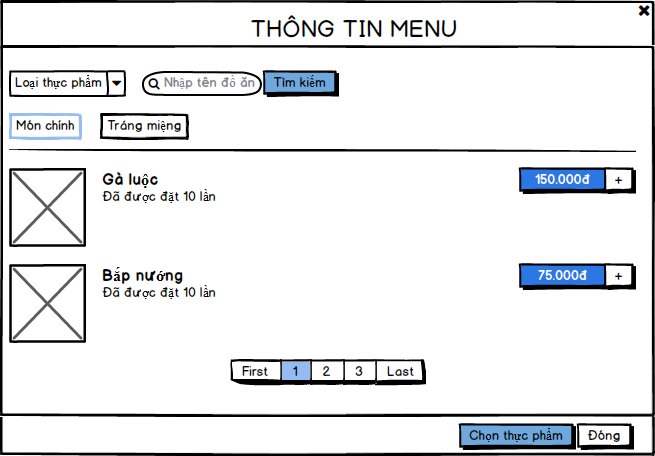 THÔNG TIN MENU
Loại thực phẩm
Nhập tên đồ ăn
Tìm kiếm
Món chính
Tráng miệng
Gà luộc
150.000đ +
Đã được đặt 10 lần
Bắp nướng
75.000đ +
Đã được đặt 10 lần
First 1 2 3 Last
Chọn thực phẩm Đóng